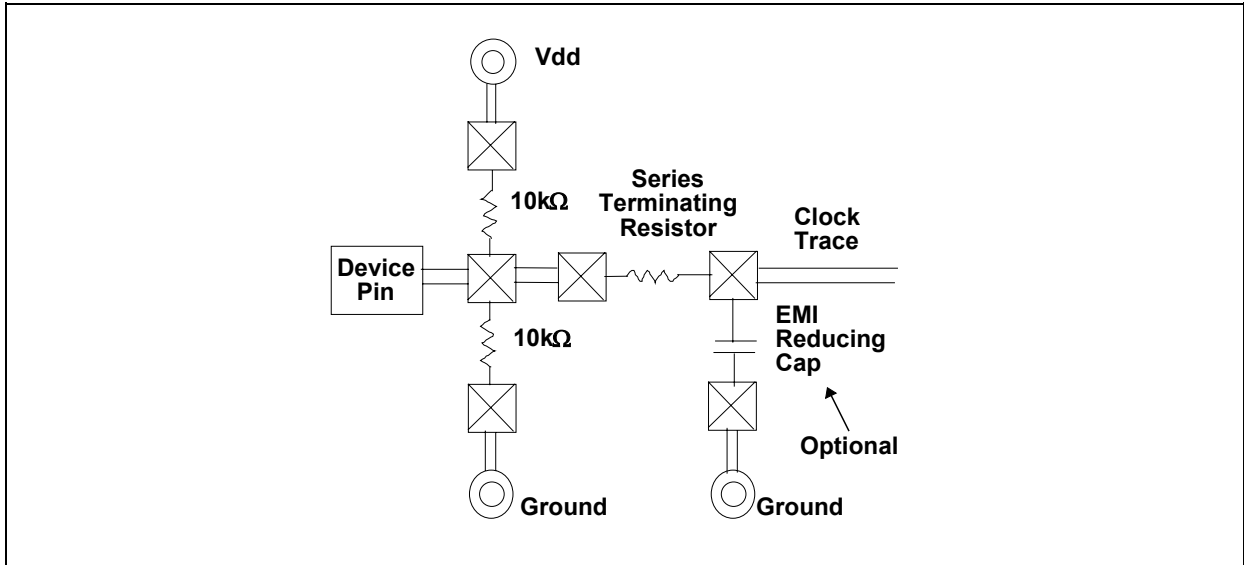 Vdd
10kΩ
Series
Terminating
Resistor
Clock
Trace
Device
Pin
10kΩ
EMI
Reducing
Cap
Optional
Ground
Ground